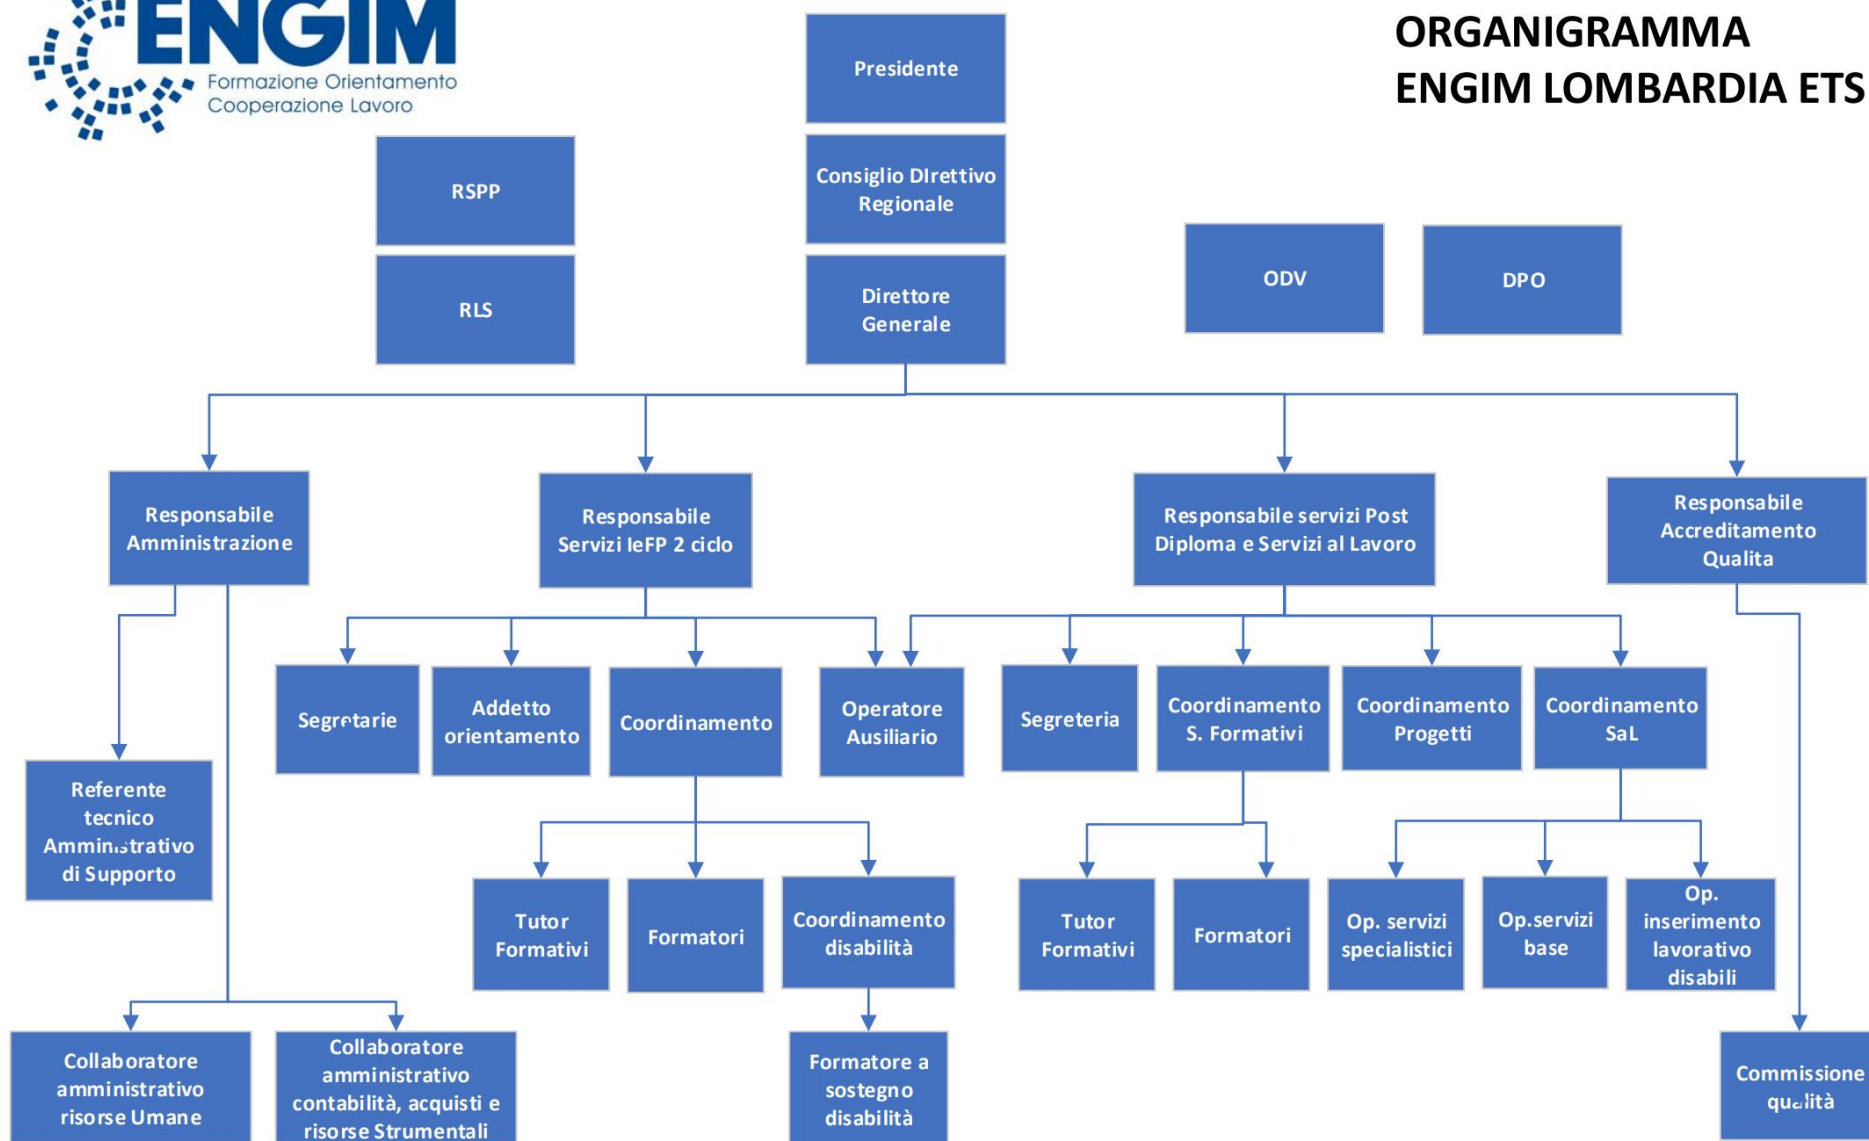 ENGIM
Formazione Orientamento
Cooperazione Lavoro
ORGANIGRAMMA
ENGIM LOMBARDIA ETS
Presidente
Consiglio DIrettivo
Regionale
Direttore
Generale
RSPP
RLS
ODV
DPO
Responsabile
Amministrazione
Responsabile
Servizi IeFP 2 ciclo
Responsabile servizi Post
Diploma e Servizi al Lavoro
Responsabile
Accreditamento
Qualita
Segretarie
Addetto
orientamento
Coordinamento
Operatore
Ausiliario
Segreteria
Coordinamento
S. Formativi
Coordinamento
Progetti
Coordinamento
SaL
Referente
tecnico
Amministrativo
di Supporto
Tutor
Formativi
Formatori
Coordinamento
disabilità
Tutor
Formativi
Formatori
Op. servizi
specialistici
Op.servizi
base
Op.
inserimento
lavorativo
disabili
Collaboratore
amministrativo
risorse Umane
Collaboratore
amministrativo
contabilità, acquisti e
risorse Strumentali
Formatore a
sostegno
disabilità
Commissione
qualità